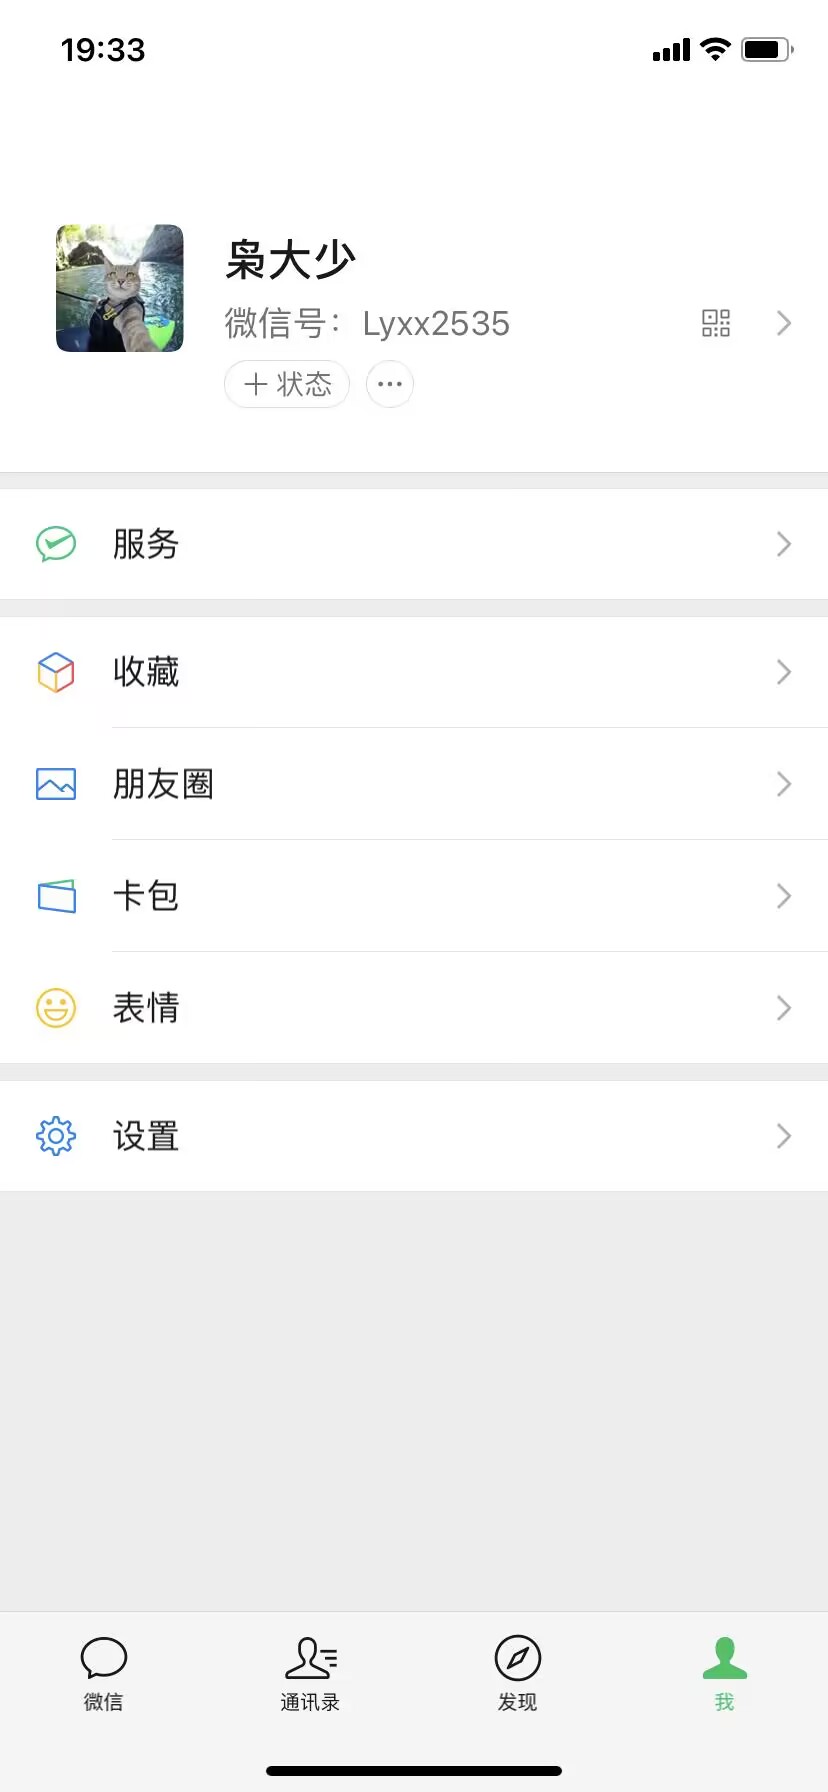 19:33
枭大少
微信号：Lyxx2535
＋ 状态
服务
收藏
朋友圈
卡包
表情
设置
微信
通讯录
发现
我